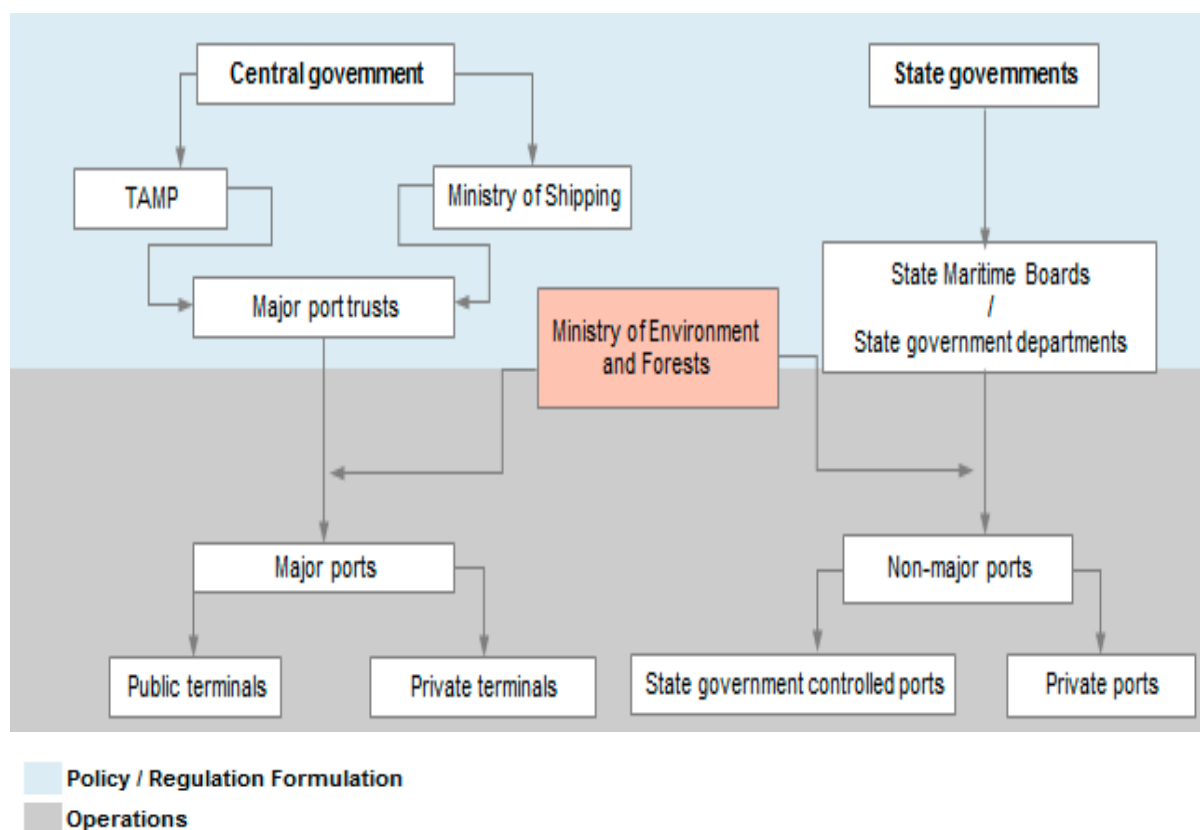 Central government
State governments
TAMP
Ministry of Shipping
Major port trusts
State Maritime Boards
/
State government departments
Ministry of Environment
and Forests
Major ports
Non-major ports
Public terminals
Private terminals
State government controlled ports
Private ports
Policy / Regulation Formulation
Operations